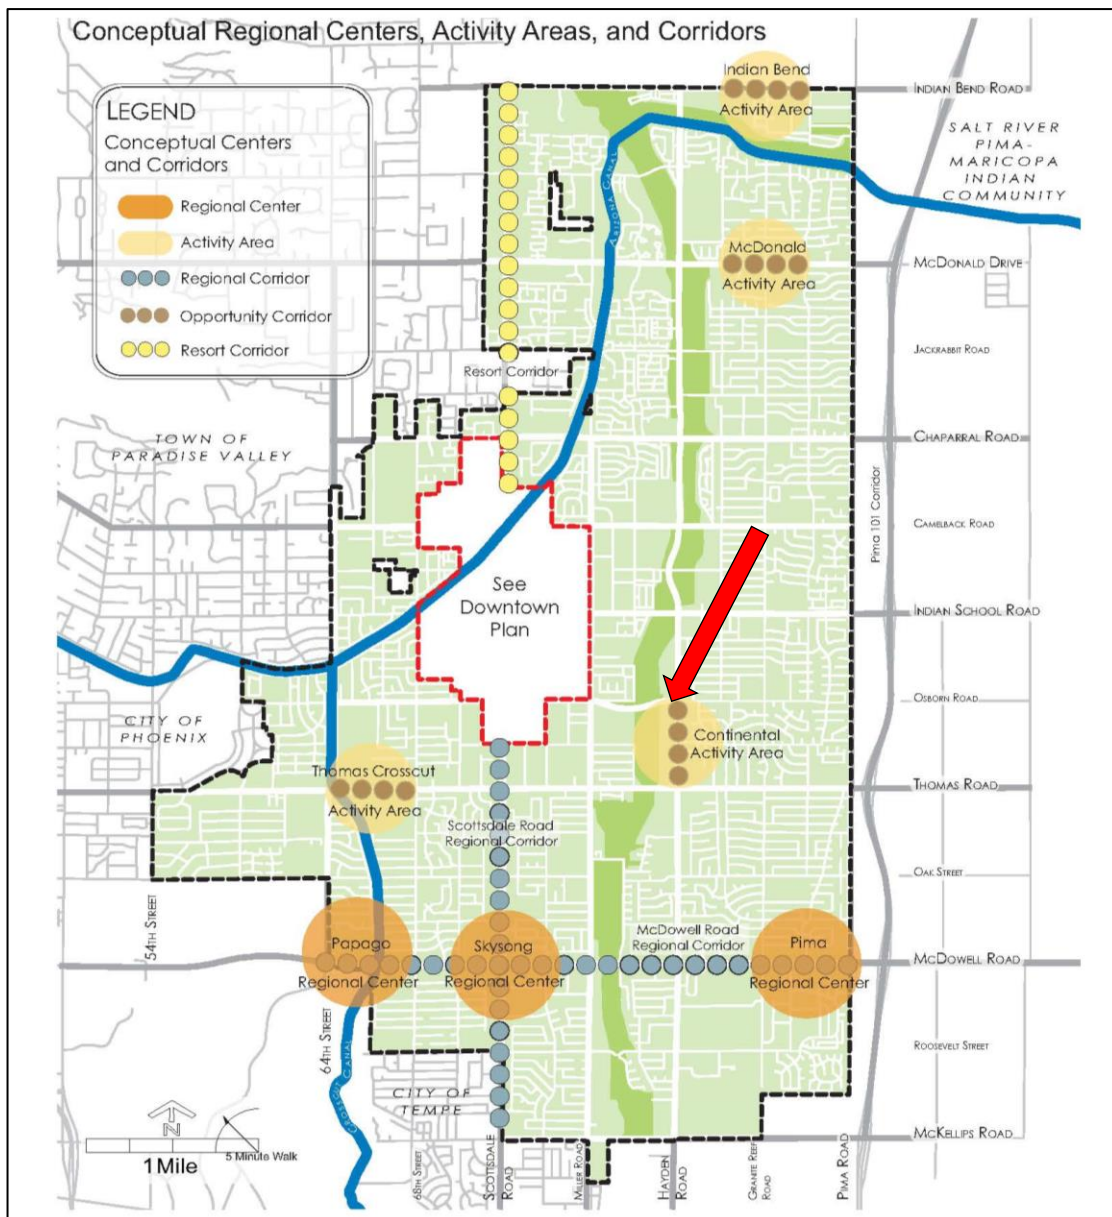 Conceptual Regional Centers, Activity Areas, and Corridors
LEGEND
Conceptual Centers
and Corridors
Regional Center
Activity Area
Regional Corridor
Opportunity Corridor
Resort Corridor
Indian Bend
Activity Area
INDIAN BEND ROAD
SALT RIVER
PIMA-
MARICOPA
INDIAN
COMMUNITY
ARIZONA CANAL
McDonald
Activity Area
MCDONALD DRIVE
JACKRABBIT ROAD
Resort Corridor
TOWN OF
PARADISE VALLEY
CHAPARRAL ROAD
Pima 101 Corridor
CAMELBACK ROAD
See
Downtown
Plan
INDIAN SCHOOL ROAD
OSBORN ROAD
CITY OF
PHOENIX
Continental
Activity Area
Thomas Crosscut
Activity Area
THOMAS ROAD
Scottsdale Road
Regional Corridor
OAK STREET
54TH STREET
Papago
Regional Center
Skysong
Regional Center
McDowell Road
Regional Corridor
Pima
Regional Center
MCDOWELL ROAD
64TH STREET
CROSSCUT CANAL
ROOSEVELT STREET
CITY OF
TEMPE
N
1 Mile
5 Minute Walk
MCKELLIPS ROAD
68TH STREET
SCOTTSDALE
ROAD
MILLER ROAD
HAYDEN
ROAD
GRANITE REEF
ROAD
PIMA ROAD